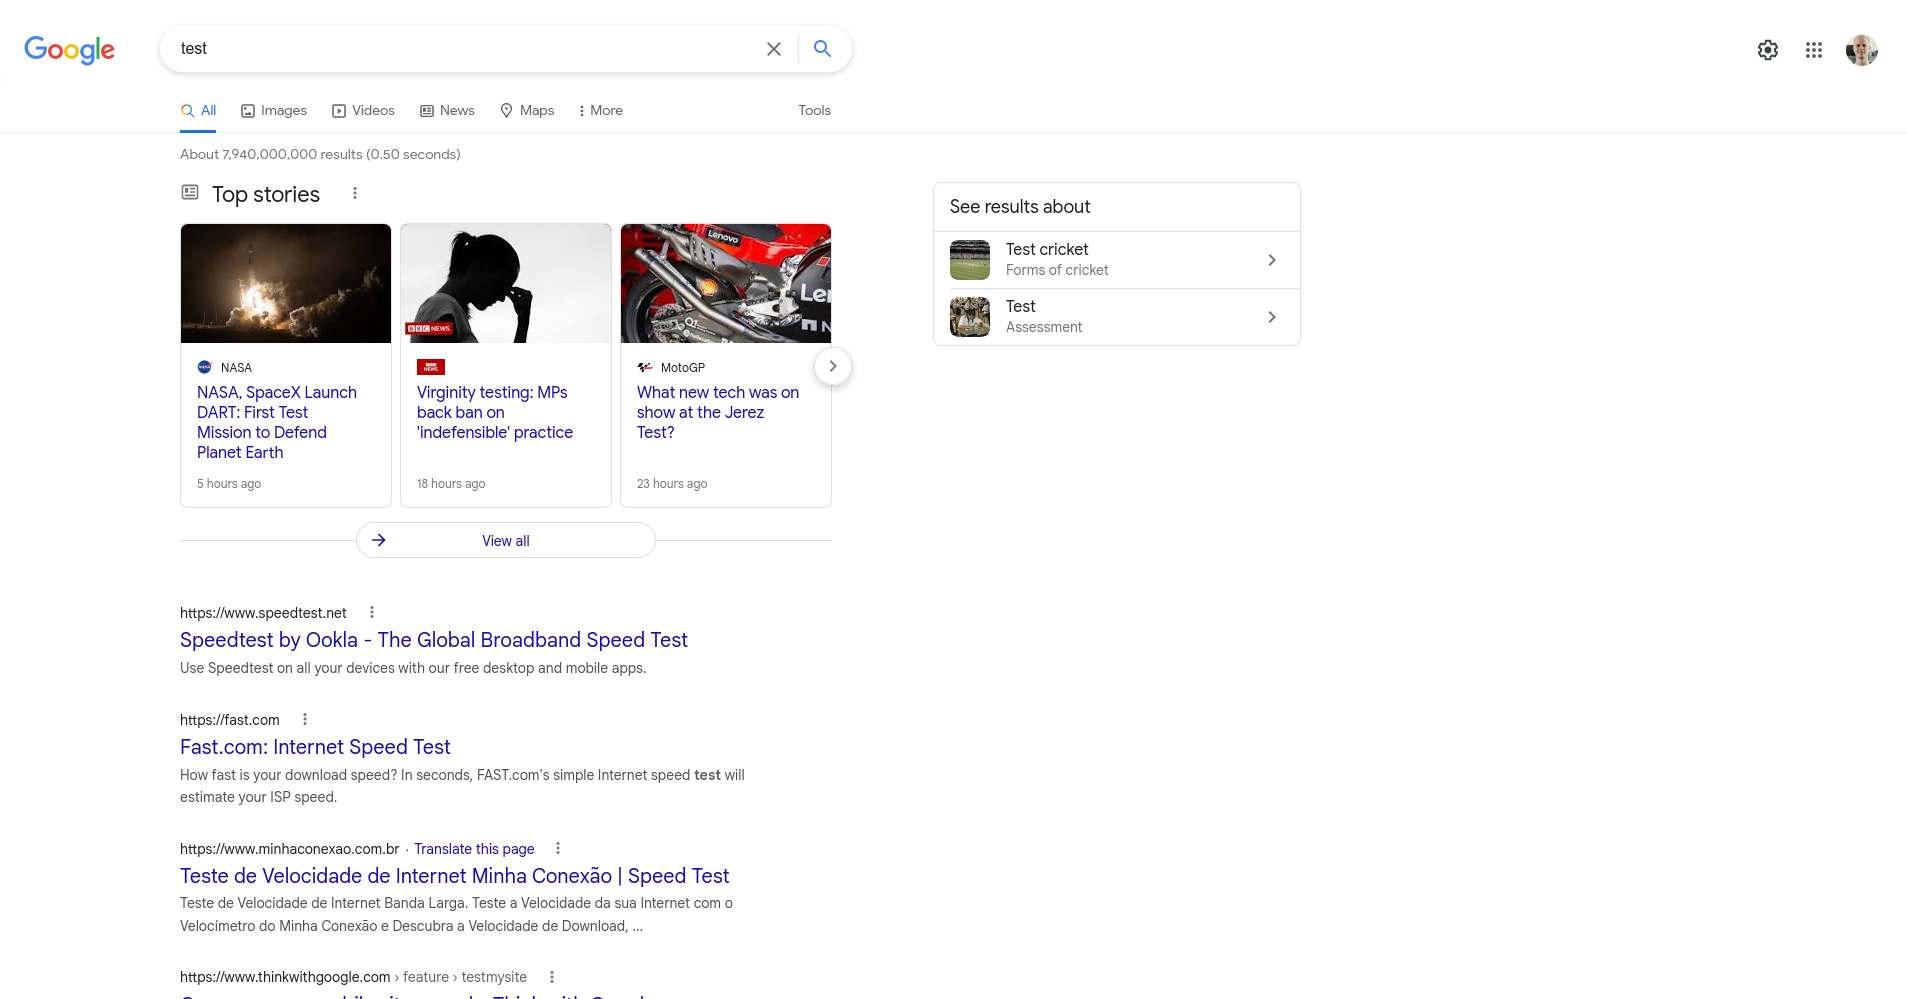 Google
test
All
Images
Videos
News
Maps
More
Tools
About 7,940,000,000 results (0.50 seconds)
Top stories
NASA
NASA, SpaceX Launch
DART: First Test
Mission to Defend
Planet Earth
5 hours ago
BBC NEWS
BBC
NEWS
Virginity testing: MPs
back ban on
'indefensible' practice
18 hours ago
Lenovo
Le
MotoGP
What new tech was on
show at the Jerez
Test?
23 hours ago
View all
See results about
Test cricket
Forms of cricket
Test
Assessment
https://www.speedtest.net
Speedtest by Ookla - The Global Broadband Speed Test
Use Speedtest on all your devices with our free desktop and mobile apps.
https://fast.com
Fast.com: Internet Speed Test
How fast is your download speed? In seconds, FAST.com's simple Internet speed test will
estimate your ISP speed.
https://www.minhaconexao.com.br · Translate this page
Teste de Velocidade de Internet Minha Conexão | Speed Test
Teste de Velocidade de Internet Banda Larga. Teste a Velocidade da sua Internet com o
Velocímetro do Minha Conexão e Descubra a Velocidade de Download, ...
https://www.thinkwithgoogle.com › feature › testmysite